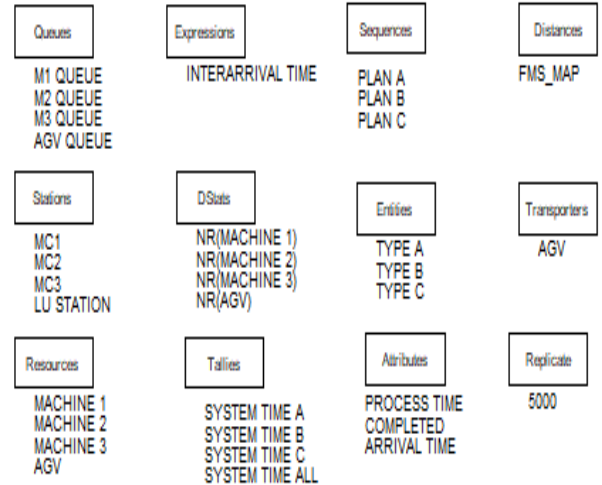 Queues
M1 QUEUE
M2 QUEUE
M3 QUEUE
AGV QUEUE
Expressions
INTERARRIVAL TIME
Sequences
PLAN A
PLAN B
PLAN C
Distances
FMS_MAP
Stations
MC1
MC2
MC3
LU STATION
DStats
NR(MACHINE 1)
NR(MACHINE 2)
NR(MACHINE 3)
NR(AGV)
Entities
TYPE A
TYPE B
TYPE C
Transporters
AGV
Resources
MACHINE 1
MACHINE 2
MACHINE 3
AGV
Tallies
SYSTEM TIME A
SYSTEM TIME B
SYSTEM TIME C
SYSTEM TIME ALL
Attributes
PROCESS TIME
COMPLETED
ARRIVAL TIME
Replicate
5000